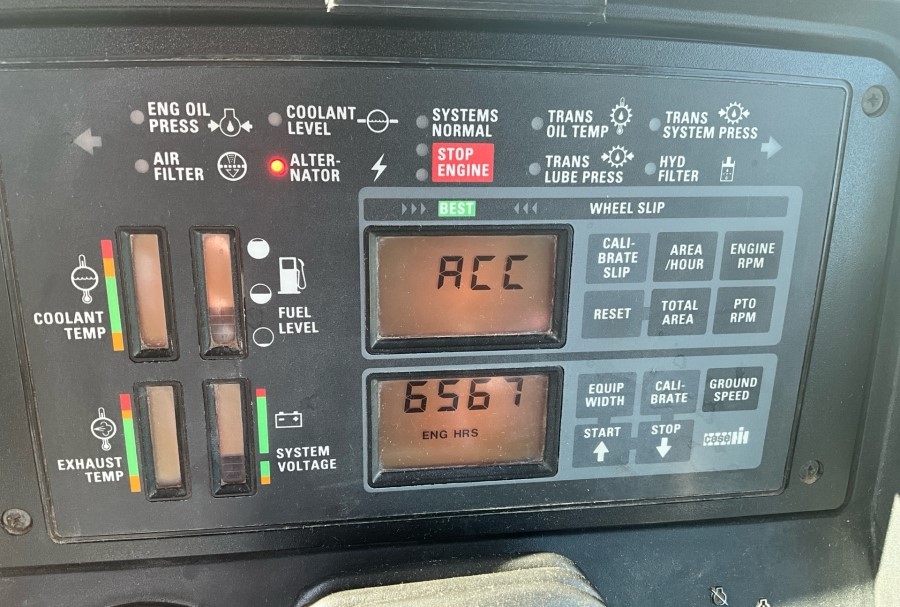 ENG OIL
PRESS
COOLANT
LEVEL
SYSTEMS
NORMAL
TRANS
OIL TEMP
TRANS
SYSTEM PRESS
AIR
FILTER
ALTER-
NATOR
STOP
ENGINE
TRANS
LUBE PRESS
HYD
FILTER
BEST
WHEEL SLIP
COOLANT
TEMP
FUEL
LEVEL
ACC
CALI-
BRATE
SLIP
AREA
/HOUR
ENGINE
RPM
RESET
TOTAL
AREA
PTO
RPM
EXHAUST
TEMP
SYSTEM
VOLTAGE
6567
ENG HRS
EQUIP
WIDTH
CALI-
BRATE
GROUND
SPEED
START
STOP
case IH